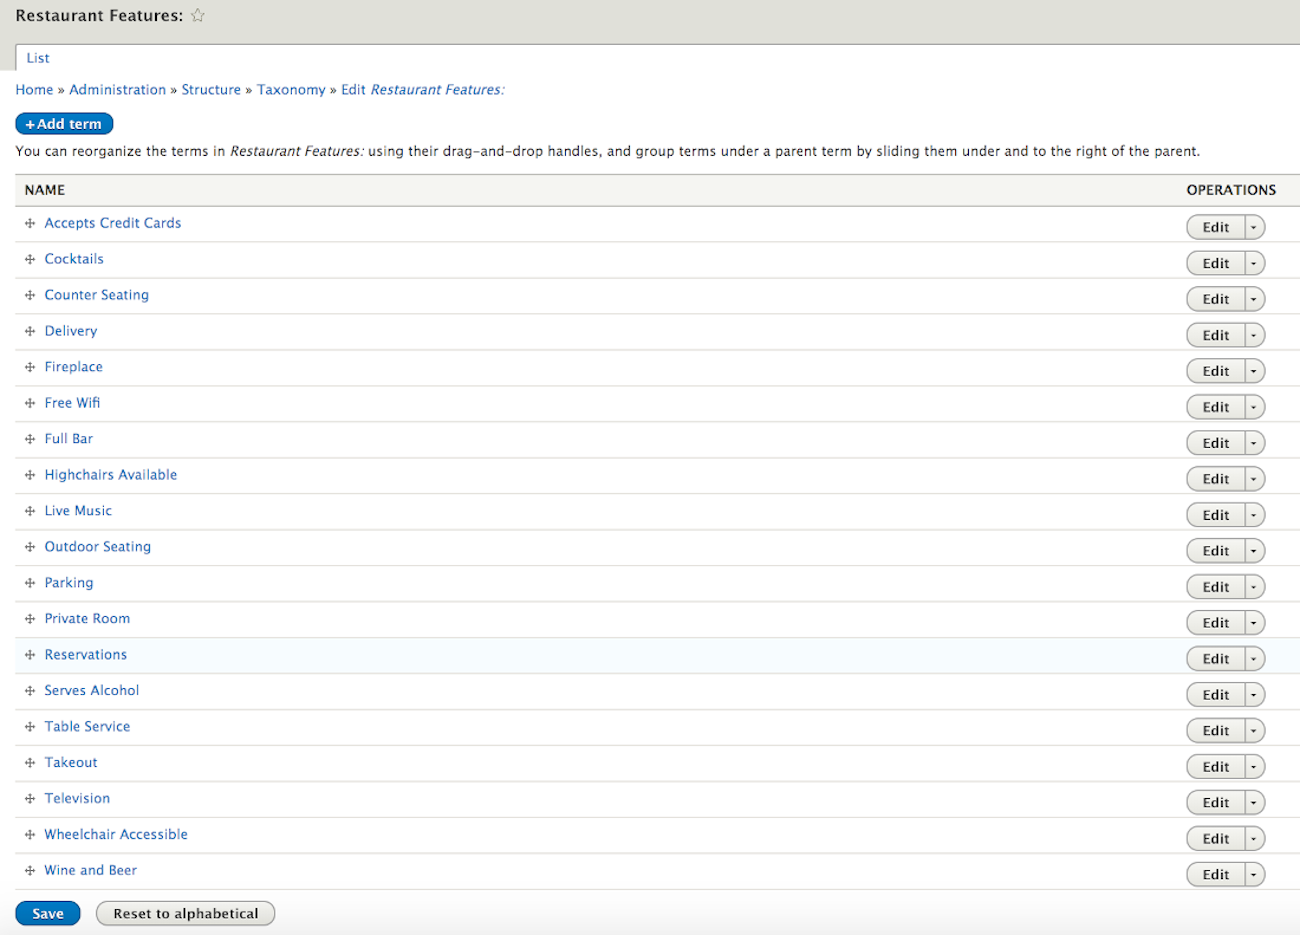 Restaurant Features:
List
Home » Administration » Structure » Taxonomy » Edit Restaurant Features:
+Add term
You can reorganize the terms in Restaurant Features: using their drag-and-drop handles, and group terms under a parent term by sliding them under and to the right of the parent.
NAME OPERATIONS
Accepts Credit Cards Edit
Cocktails Edit
Counter Seating Edit
Delivery Edit
Fireplace Edit
Free Wifi Edit
Full Bar Edit
Highchairs Available Edit
Live Music Edit
Outdoor Seating Edit
Parking Edit
Private Room Edit
Reservations Edit
Serves Alcohol Edit
Table Service Edit
Takeout Edit
Television Edit
Wheelchair Accessible Edit
Wine and Beer Edit
Save Reset to alphabetical